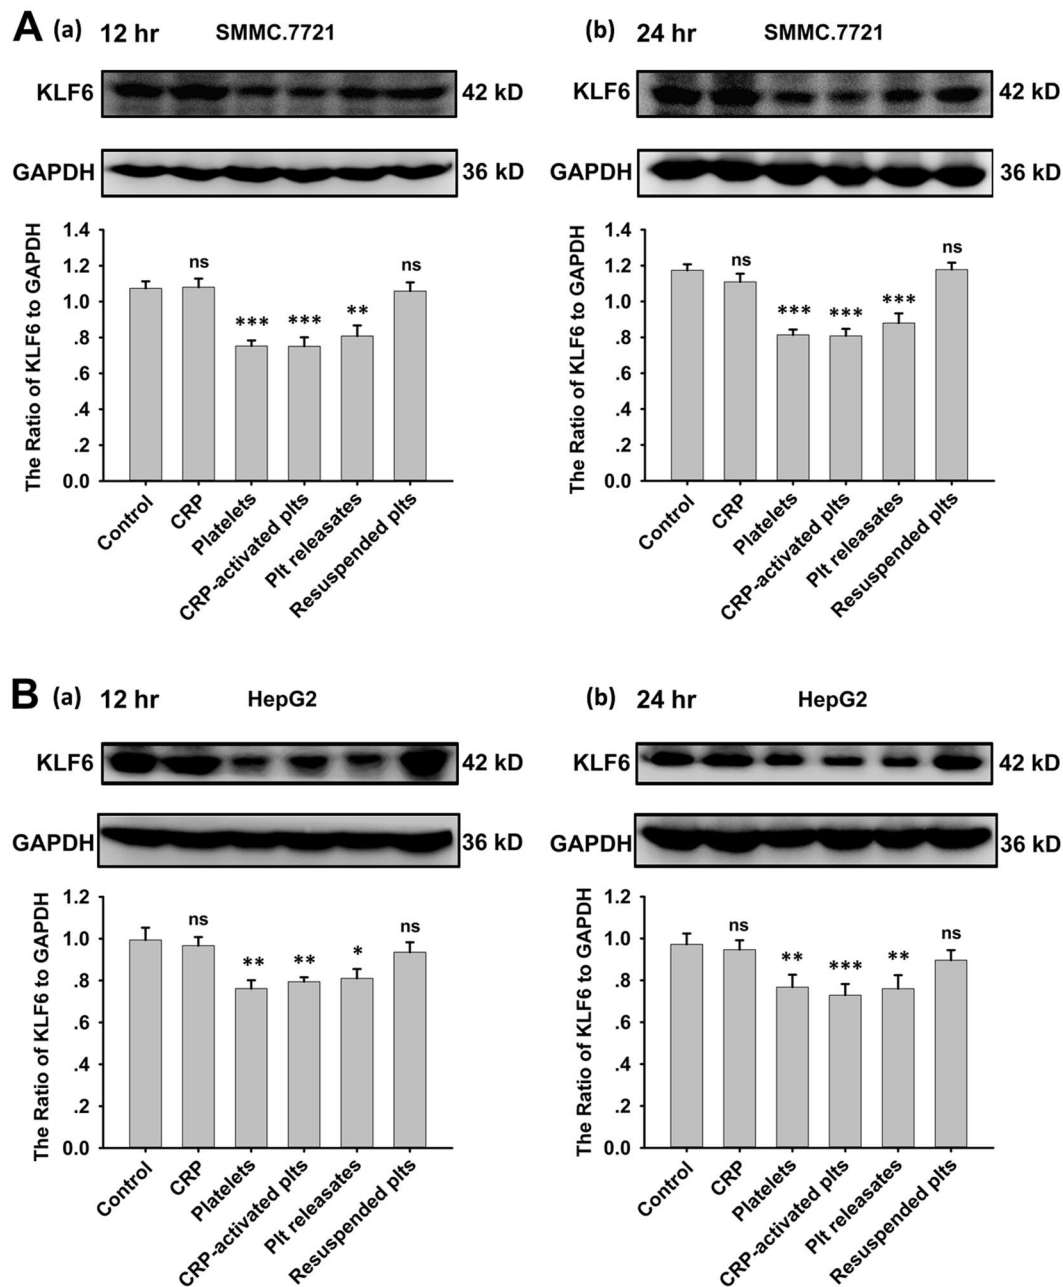 A (a) 12 hr SMMC.7721
KLF6 42 kD
GAPDH 36 kD
The Ratio of KLF6 to GAPDH
1.4
1.2
1.0
.8
.6
.4
.2
0.0
ns
***
***
**
ns
Control
CRP
Platelets
CRP-activated plts
Plt releasates
Resuspended plts
(b) 24 hr SMMC.7721
KLF6 42 kD
GAPDH 36 kD
The Ratio of KLF6 to GAPDH
1.4
1.2
1.0
.8
.6
.4
.2
0.0
ns
***
***
***
ns
Control
CRP
Platelets
CRP-activated plts
Plt releasates
Resuspended plts
B (a) 12 hr HepG2
KLF6 42 kD
GAPDH 36 kD
The Ratio of KLF6 to GAPDH
1.2
1.0
.8
.6
.4
.2
0.0
ns
**
**
*
ns
Control
CRP
Platelets
CRP-activated plts
Plt releasates
Resuspended plts
(b) 24 hr HepG2
KLF6 42 kD
GAPDH 36 kD
The Ratio of KLF6 to GAPDH
1.2
1.0
.8
.6
.4
.2
0.0
ns
**
***
**
ns
Control
CRP
Platelets
CRP-activated plts
Plt releasates
Resuspended plts